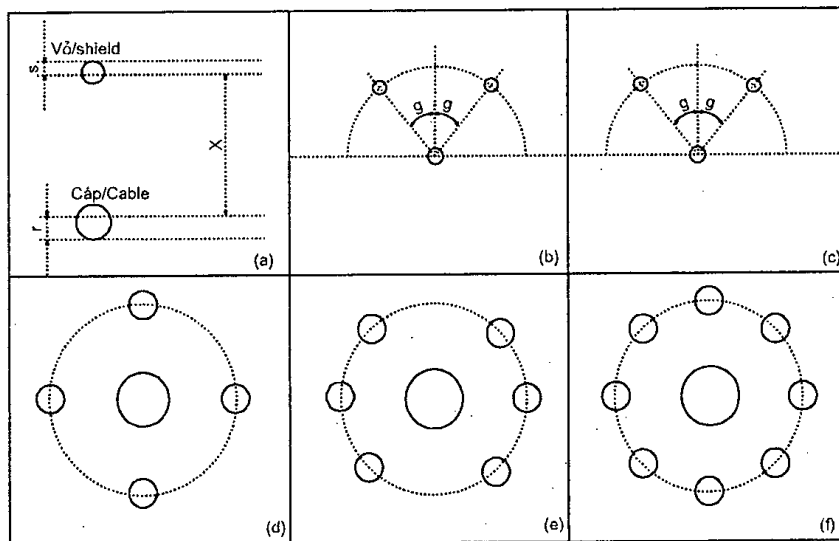 Vỏ/shield
s
X
Cáp/Cable
r
(a)
g g
(b)
g g
(c)
(d)
(e)
(f)